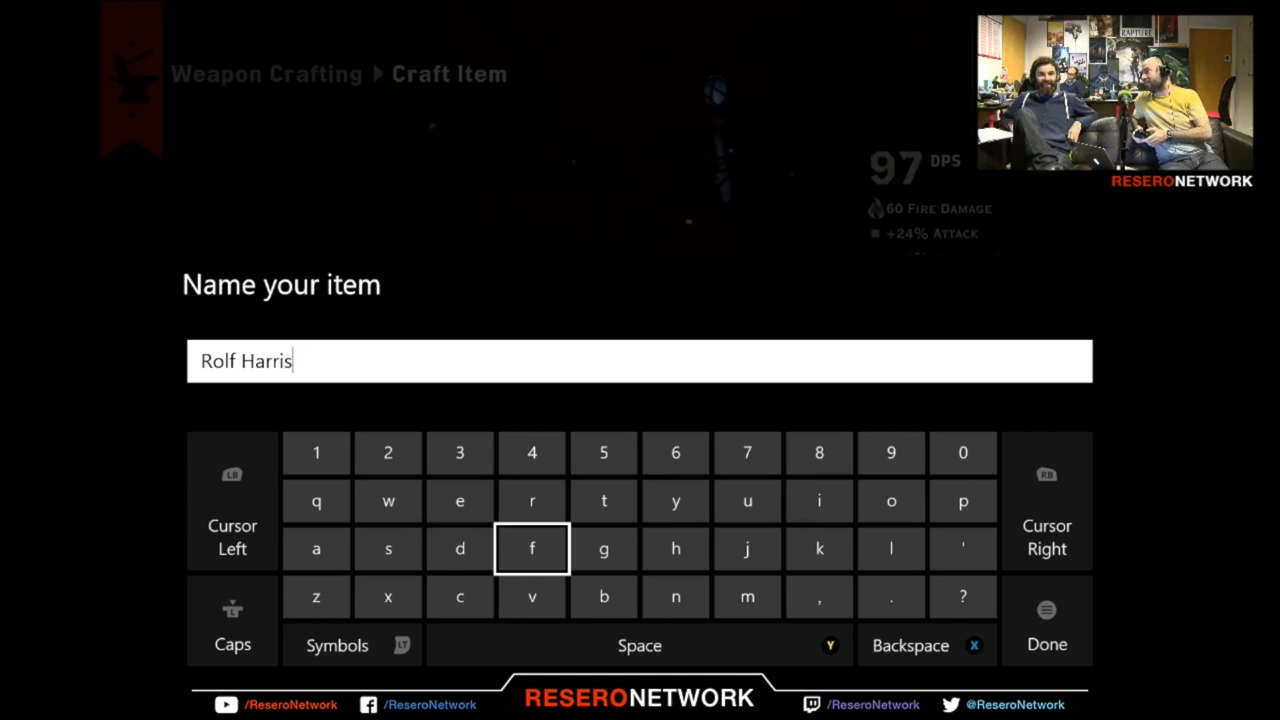 Weapon Crafting Craft Item
RAPTURE
97 DPS
60 FIRE DAMAGE
+24% ATTACK
RESERONETWORK
Name your item
Rolf Harris
1 2 3 4 5 6 7 8 9 0
LB
RB
q w e r t y u i o p
Cursor Left
Cursor Right
a s d f g h j k l '
z x c v b n m , . ?
L
Caps
Symbols LT
Space Y
Backspace X
Done
RESERONETWORK
/ReseroNetwork
/ReseroNetwork
/ReseroNetwork
@ReseroNetwork